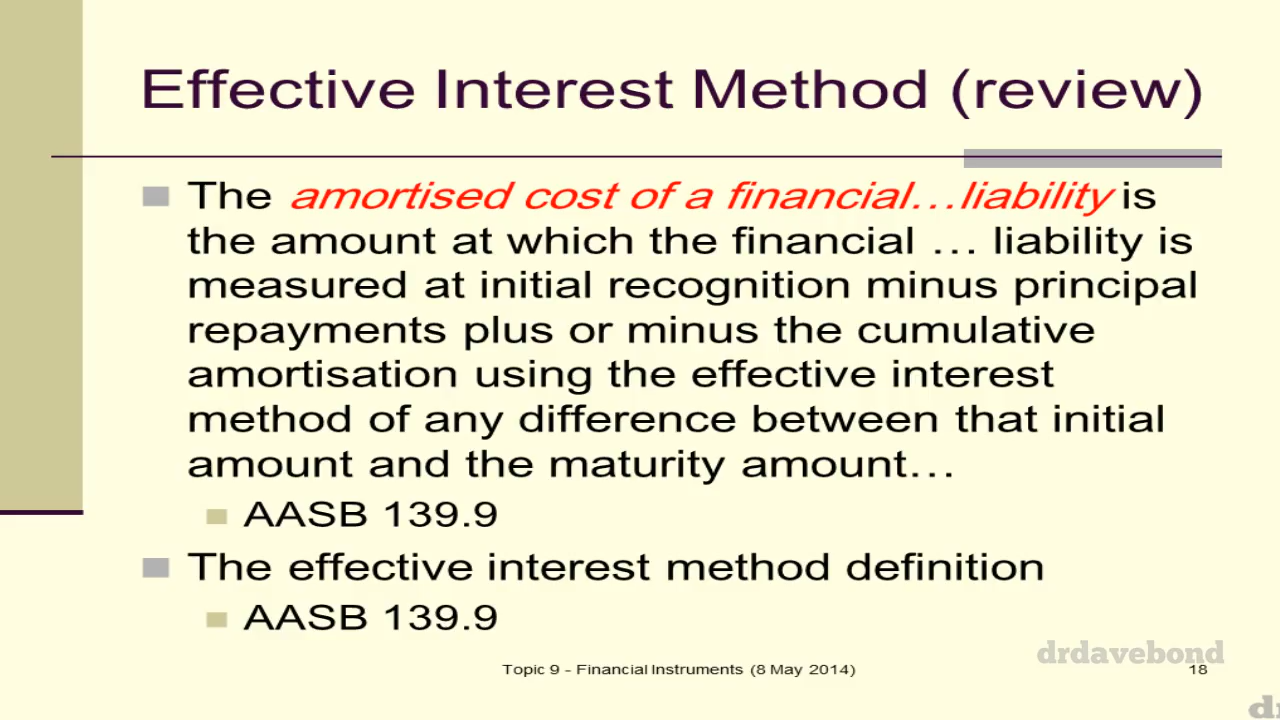 Effective Interest Method (review)
The amortised cost of a financial…liability is
the amount at which the financial … liability is
measured at initial recognition minus principal
repayments plus or minus the cumulative
amortisation using the effective interest
method of any difference between that initial
amount and the maturity amount…
AASB 139.9
The effective interest method definition
AASB 139.9
drdavebond
Topic 9 - Financial Instruments (8 May 2014)
18